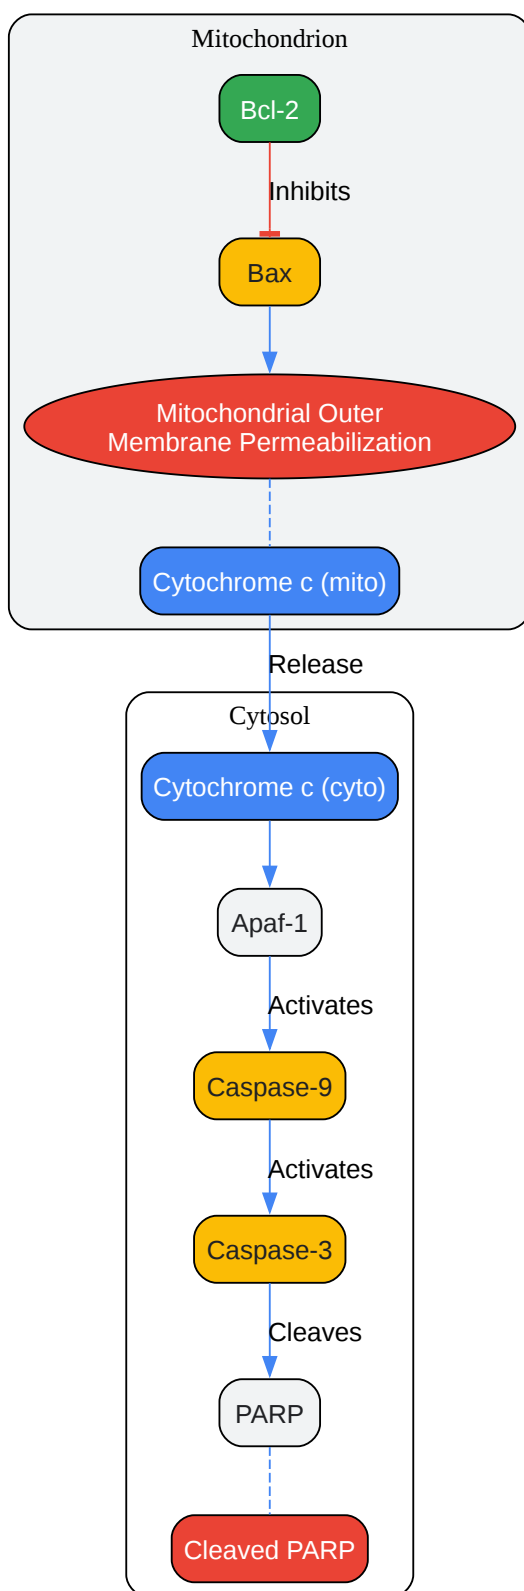 Mitochondrion
Bcl-2
Inhibits
Bax
Mitochondrial Outer
Membrane Permeabilization
Cytochrome c (mito)
Release
Cytosol
Cytochrome c (cyto)
Apaf-1
Activates
Caspase-9
Activates
Caspase-3
Cleaves
PARP
Cleaved PARP